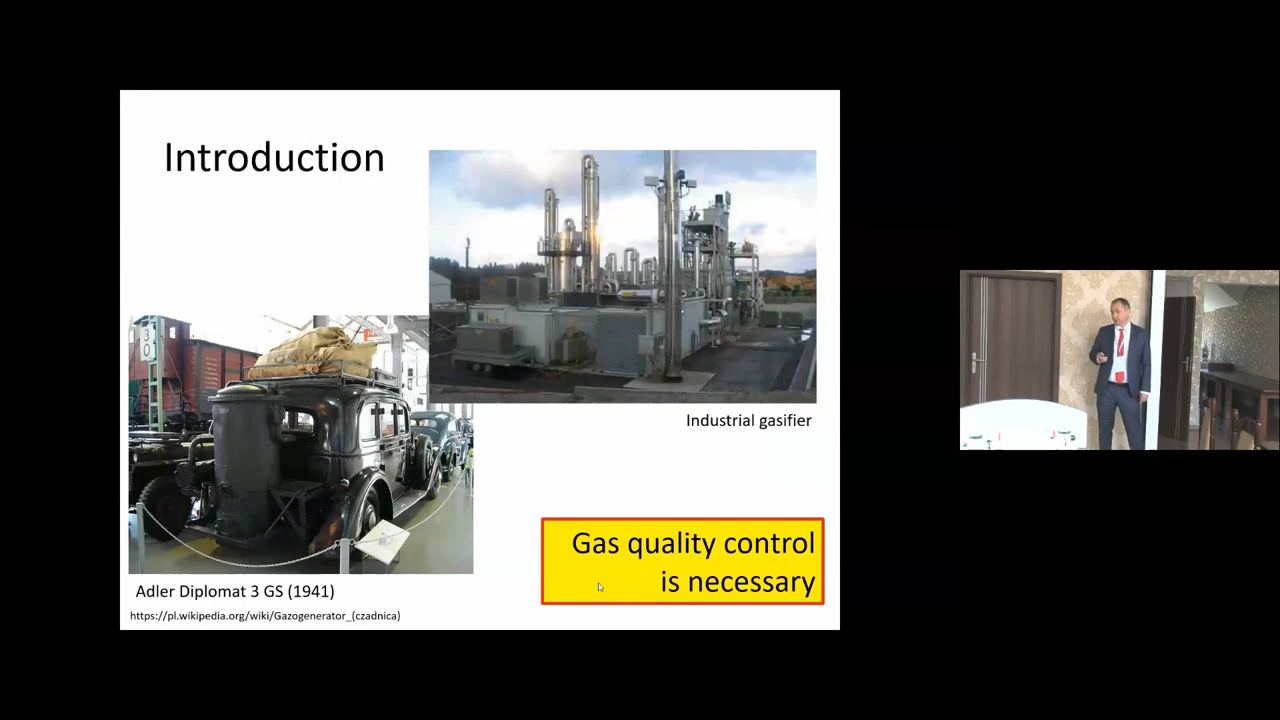 Introduction
Industrial gasifier
Gas quality control
is necessary
Adler Diplomat 3 GS (1941)
https://pl.wikipedia.org/wiki/Gazogenerator_(czadnica)